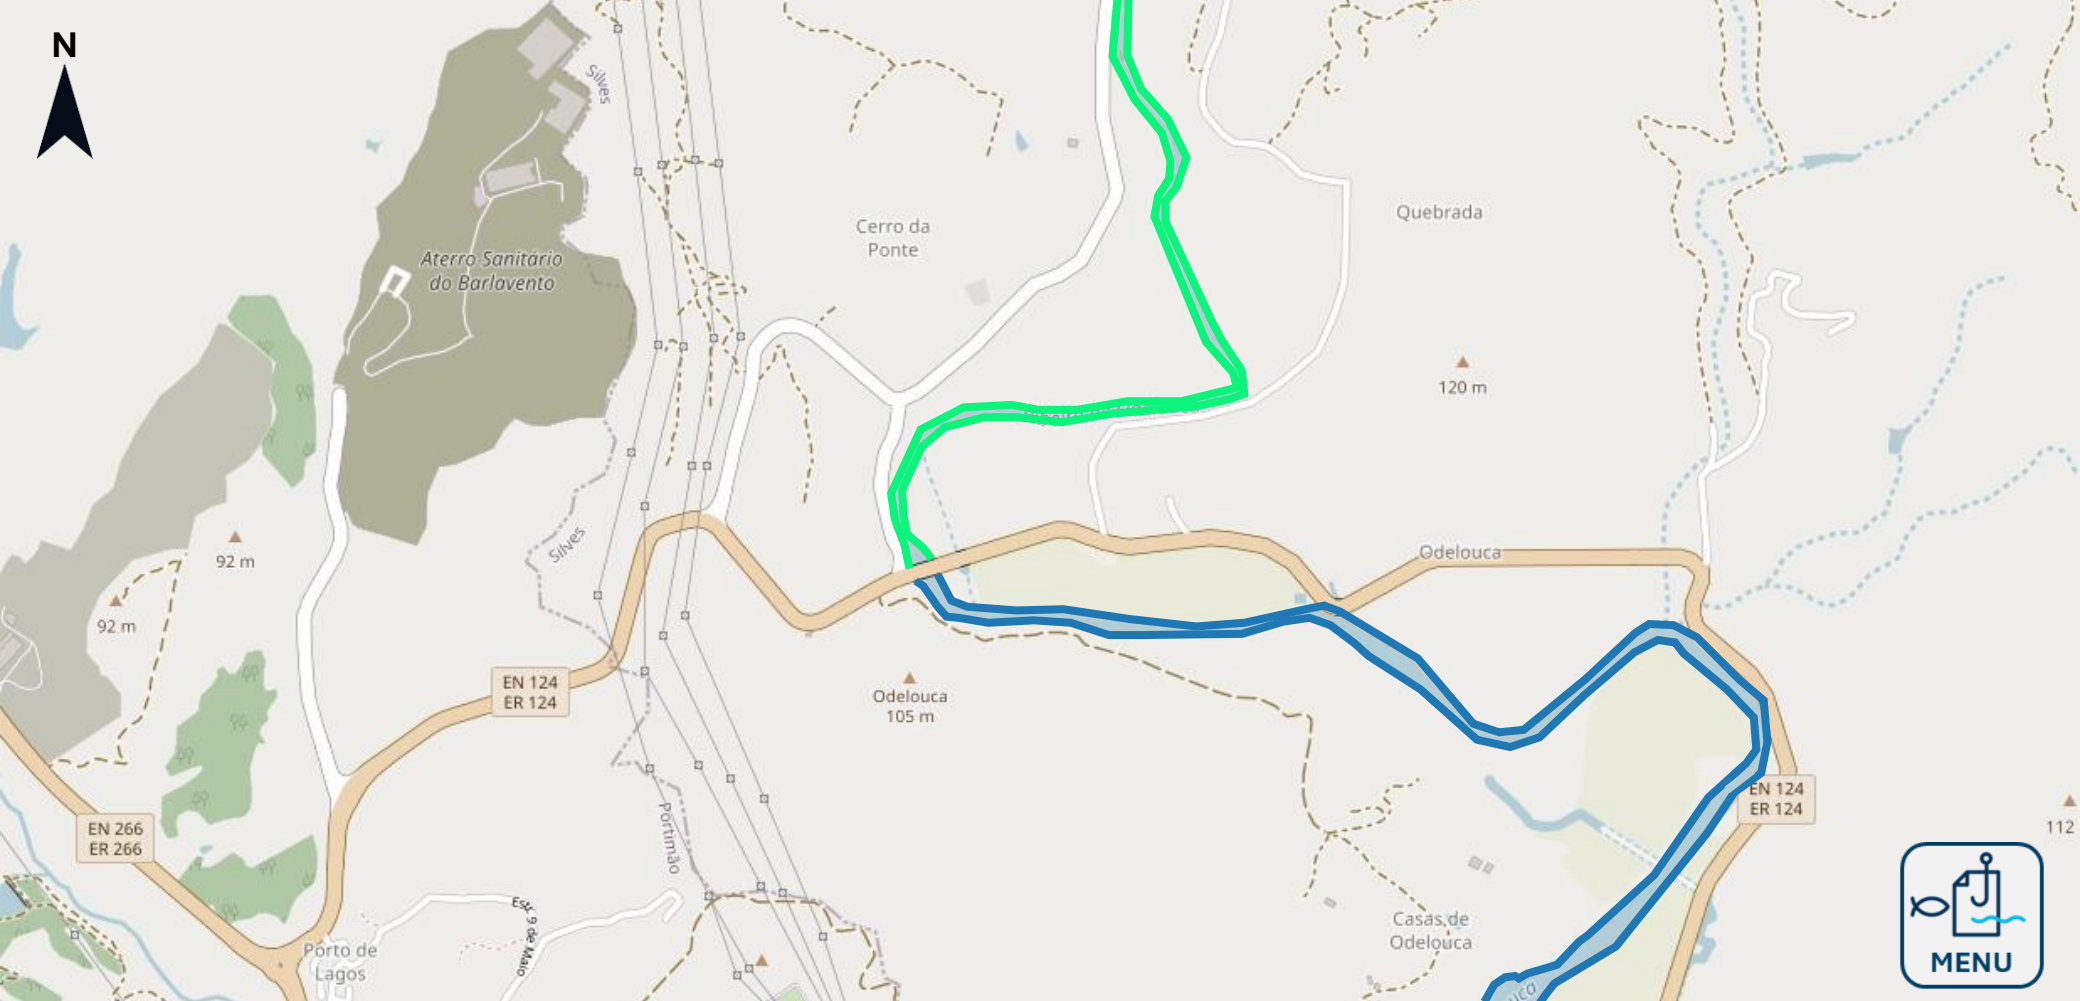 N
Silves
Cerro da
Ponte
Quebrada
Aterro Sanitário
do Barlavento
120 m
92 m
Silves
Odelouca
92 m
EN 124
ER 124
Odelouca
105 m
EN 124
ER 124
112
EN 266
ER 266
Portimão
Estr. 9 de Maio
Casas de
Odelouca
Porto de
Lagos
MENU